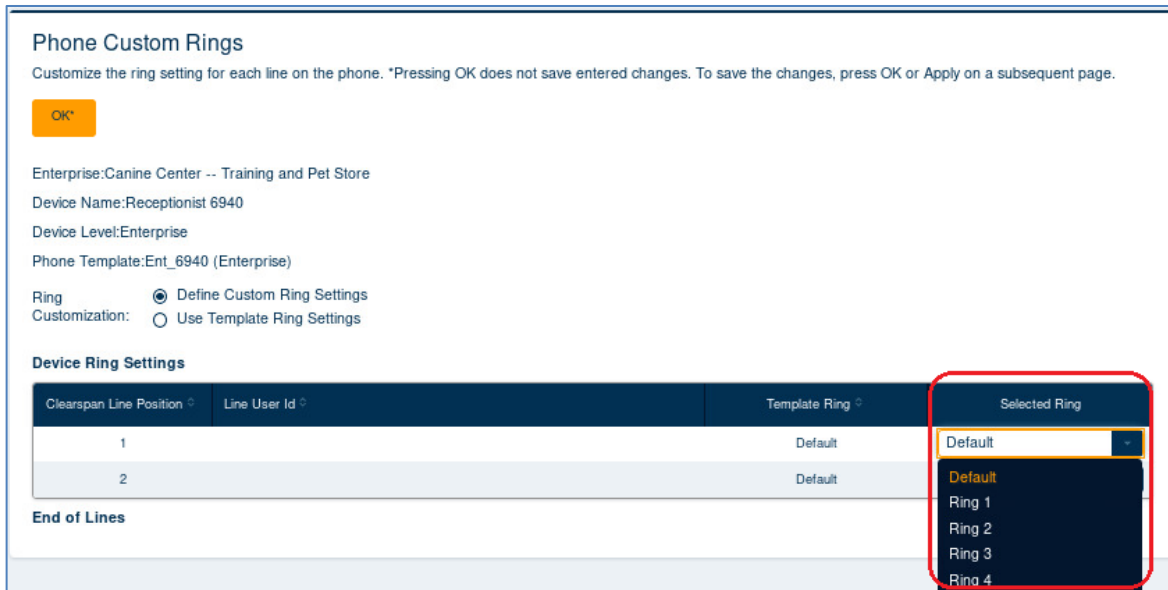 Phone Custom Rings
Customize the ring setting for each line on the phone. *Pressing OK does not save entered changes. To save the changes, press OK or Apply on a subsequent page.
OK*
Enterprise:Canine Center -- Training and Pet Store
Device Name:Receptionist 6940
Device Level:Enterprise
Phone Template:Ent_6940 (Enterprise)
Ring Customization:
Define Custom Ring Settings
Use Template Ring Settings
Device Ring Settings
Clearspan Line Position Line User Id Template Ring Selected Ring
1 Default Default
2 Default
Default
Ring 1
Ring 2
Ring 3
Ring 4
End of Lines